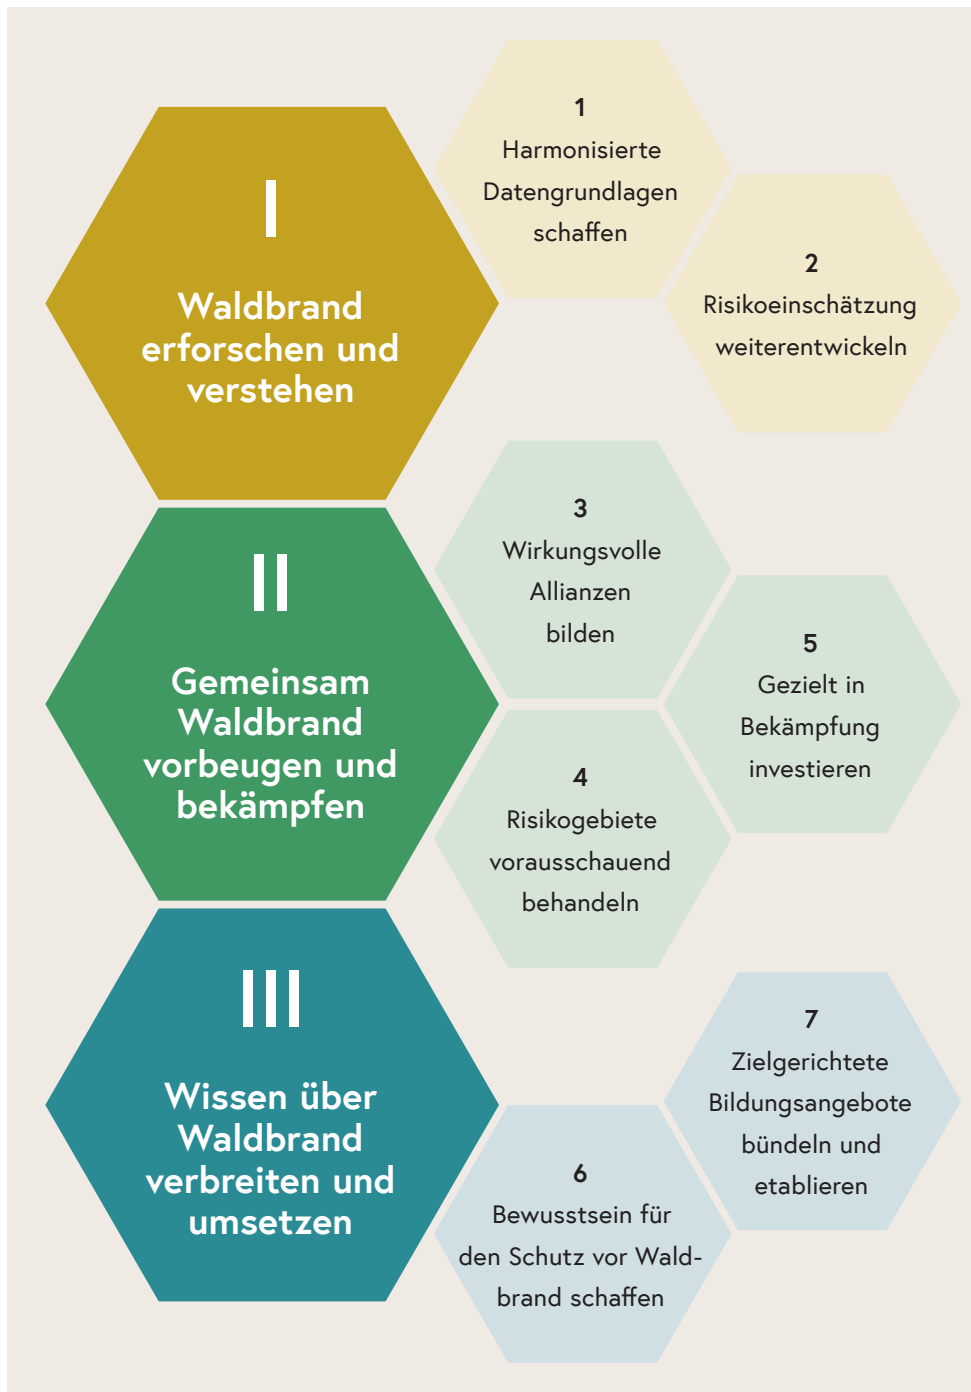 I
Waldbrand
erforschen und
verstehen
1
Harmonisierte
Datengrundlagen
schaffen
2
Risikoeinschätzung
weiterentwickeln
II
Gemeinsam
Waldbrand
vorbeugen und
bekämpfen
3
Wirkungsvolle
Allianzen
bilden
4
Risikogebiete
vorausschauend
behandeln
5
Gezielt in
Bekämpfung
investieren
III
Wissen über
Waldbrand
verbreiten und
umsetzen
6
Bewusstsein für
den Schutz vor Wald-
brand schaffen
7
Zielgerichtete
Bildungsangebote
bündeln und
etablieren